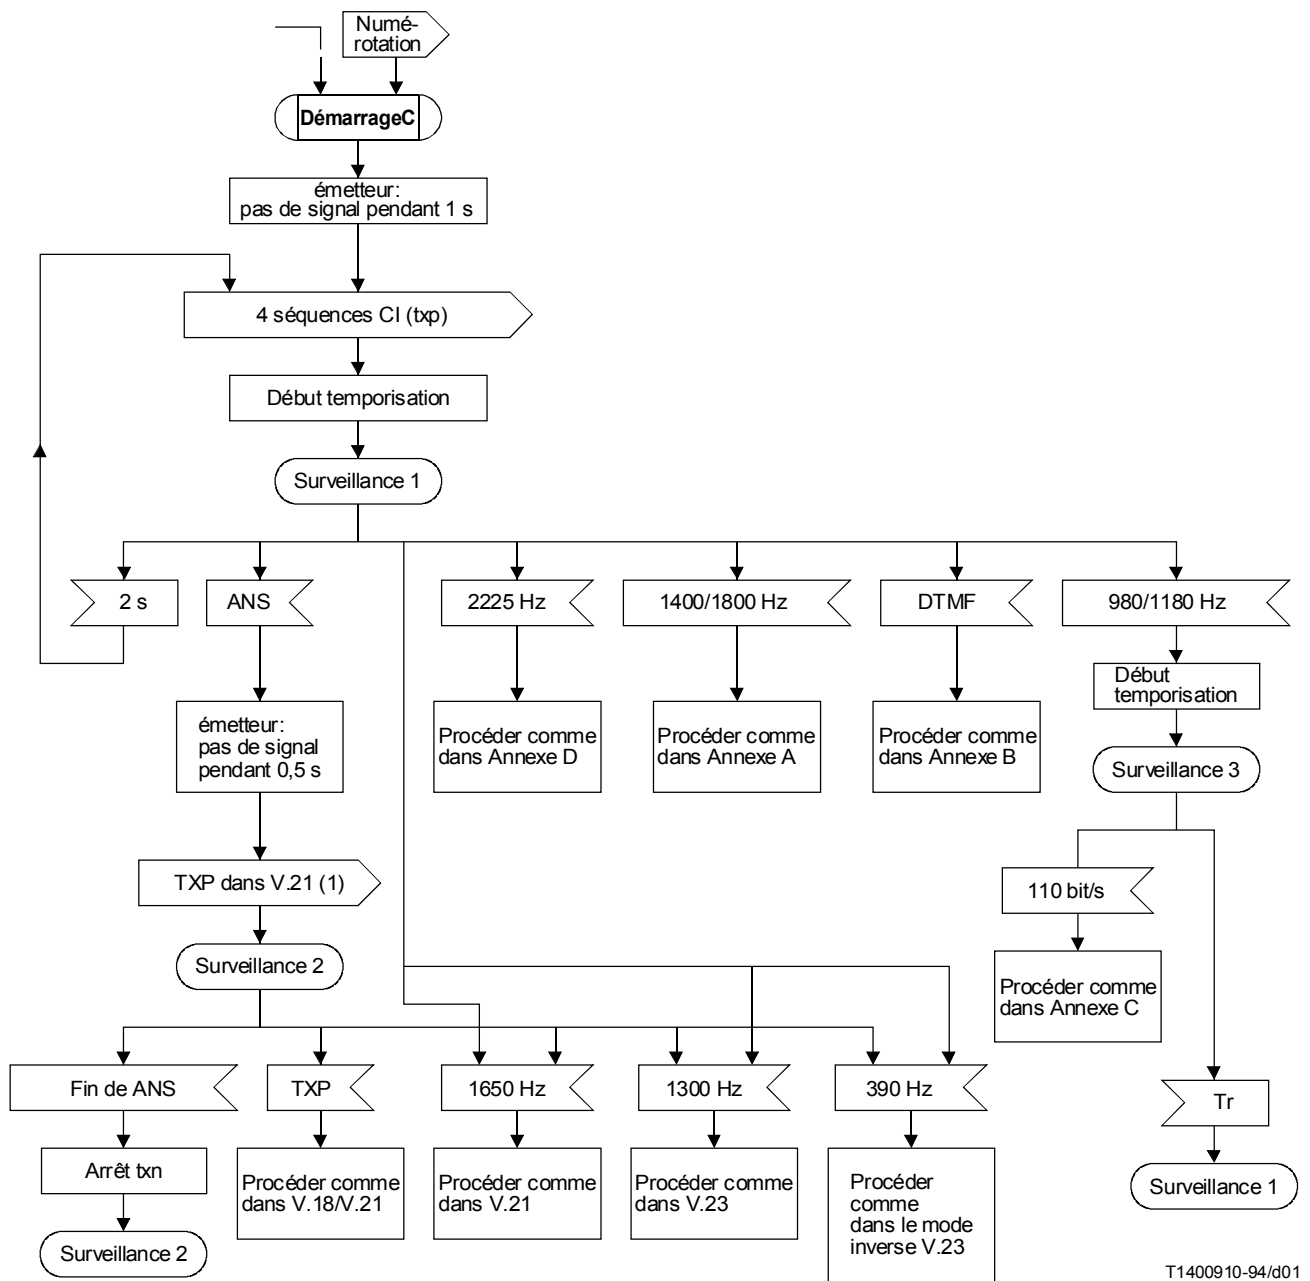 Numé-
rotation
DémarrageC
émetteur:
pas de signal pendant 1 s
4 séquences CI (txp)
Début temporisation
Surveillance 1
2 s
ANS
2225 Hz
1400/1800 Hz
DTMF
980/1180 Hz
émetteur:
pas de signal
pendant 0,5 s
Procéder comme
dans Annexe D
Procéder comme
dans Annexe A
Procéder comme
dans Annexe B
Début
temporisation
Surveillance 3
TXP dans V.21 (1)
110 bit/s
Surveillance 2
Procéder comme
dans Annexe C
Fin de ANS
TXP
1650 Hz
1300 Hz
390 Hz
Tr
Arrêt txn
Procéder comme
dans V.18/V.21
Procéder comme
dans V.21
Procéder comme
dans V.23
Procéder
comme
dans le mode
inverse V.23
Surveillance 1
Surveillance 2
T1400910-94/d01